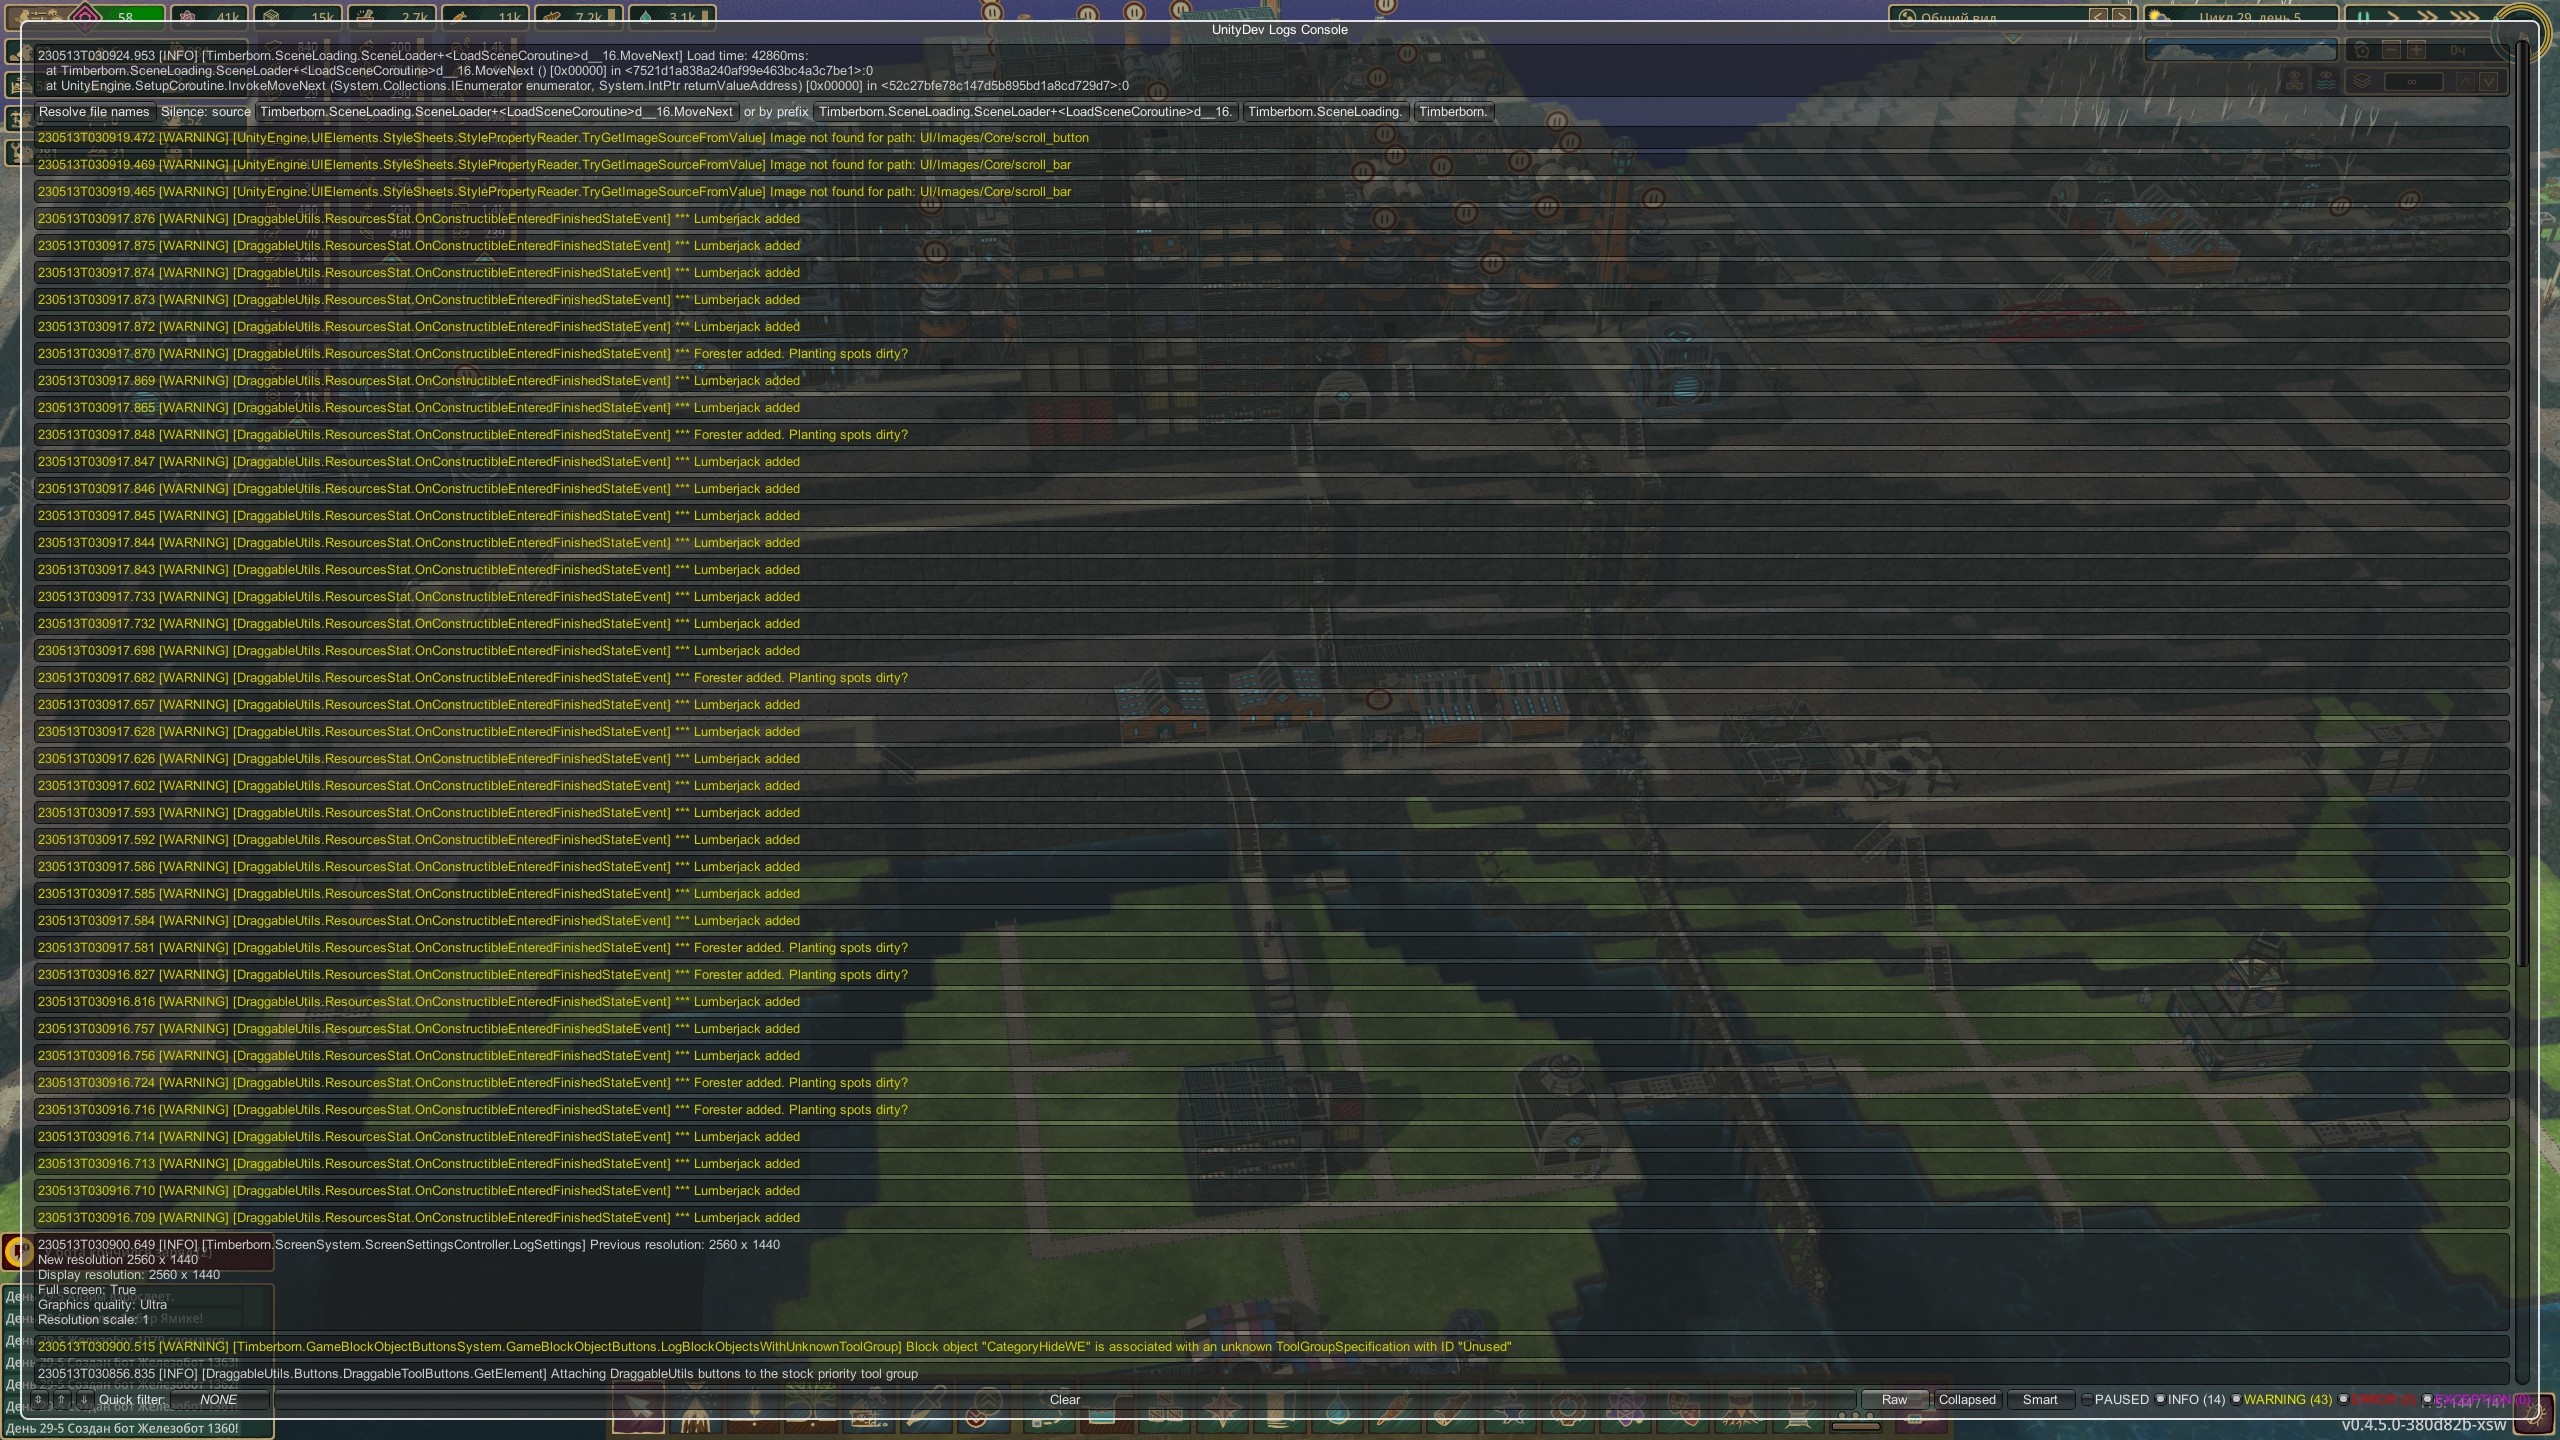 58 41k 15k 2.7k 11k 7.2k 3.1k
Общий вид
Цикл 29, день 5
UnityDev Logs Console
230513T030924.953 [INFO] [Timberborn.SceneLoading.SceneLoader+<LoadSceneCoroutine>d__16.MoveNext] Load time: 42860ms:
at Timberborn.SceneLoading.SceneLoader+<LoadSceneCoroutine>d__16.MoveNext () [0x00000] in <7521d1a838a240af99e463bc4a3c7be1>:0
at UnityEngine.SetupCoroutine.InvokeMoveNext (System.Collections.IEnumerator enumerator, System.IntPtr returnValueAddress) [0x00000] in <52c27bfe78c147d5b895bd1a8cd729d7>:0
Resolve file names Silence: source Timberborn.SceneLoading.SceneLoader+<LoadSceneCoroutine>d__16.MoveNext or by prefix Timberborn.SceneLoading.SceneLoader+<LoadSceneCoroutine>d__16. Timberborn.SceneLoading. Timberborn.
230513T030919.472 [WARNING] [UnityEngine.UIElements.StyleSheets.StylePropertyReader.TryGetImageSourceFromValue] Image not found for path: UI/Images/Core/scroll_button
230513T030919.469 [WARNING] [UnityEngine.UIElements.StyleSheets.StylePropertyReader.TryGetImageSourceFromValue] Image not found for path: UI/Images/Core/scroll_bar
230513T030919.465 [WARNING] [UnityEngine.UIElements.StyleSheets.StylePropertyReader.TryGetImageSourceFromValue] Image not found for path: UI/Images/Core/scroll_bar
230513T030917.876 [WARNING] [DraggableUtils.ResourcesStat.OnConstructibleEnteredFinishedStateEvent] *** Lumberjack added
230513T030917.875 [WARNING] [DraggableUtils.ResourcesStat.OnConstructibleEnteredFinishedStateEvent] *** Lumberjack added
230513T030917.874 [WARNING] [DraggableUtils.ResourcesStat.OnConstructibleEnteredFinishedStateEvent] *** Lumberjack added
230513T030917.873 [WARNING] [DraggableUtils.ResourcesStat.OnConstructibleEnteredFinishedStateEvent] *** Lumberjack added
230513T030917.872 [WARNING] [DraggableUtils.ResourcesStat.OnConstructibleEnteredFinishedStateEvent] *** Lumberjack added
230513T030917.870 [WARNING] [DraggableUtils.ResourcesStat.OnConstructibleEnteredFinishedStateEvent] *** Forester added. Planting spots dirty?
230513T030917.869 [WARNING] [DraggableUtils.ResourcesStat.OnConstructibleEnteredFinishedStateEvent] *** Lumberjack added
230513T030917.865 [WARNING] [DraggableUtils.ResourcesStat.OnConstructibleEnteredFinishedStateEvent] *** Lumberjack added
230513T030917.848 [WARNING] [DraggableUtils.ResourcesStat.OnConstructibleEnteredFinishedStateEvent] *** Forester added. Planting spots dirty?
230513T030917.847 [WARNING] [DraggableUtils.ResourcesStat.OnConstructibleEnteredFinishedStateEvent] *** Lumberjack added
230513T030917.846 [WARNING] [DraggableUtils.ResourcesStat.OnConstructibleEnteredFinishedStateEvent] *** Lumberjack added
230513T030917.845 [WARNING] [DraggableUtils.ResourcesStat.OnConstructibleEnteredFinishedStateEvent] *** Lumberjack added
230513T030917.844 [WARNING] [DraggableUtils.ResourcesStat.OnConstructibleEnteredFinishedStateEvent] *** Lumberjack added
230513T030917.843 [WARNING] [DraggableUtils.ResourcesStat.OnConstructibleEnteredFinishedStateEvent] *** Lumberjack added
230513T030917.733 [WARNING] [DraggableUtils.ResourcesStat.OnConstructibleEnteredFinishedStateEvent] *** Lumberjack added
230513T030917.732 [WARNING] [DraggableUtils.ResourcesStat.OnConstructibleEnteredFinishedStateEvent] *** Lumberjack added
230513T030917.698 [WARNING] [DraggableUtils.ResourcesStat.OnConstructibleEnteredFinishedStateEvent] *** Lumberjack added
230513T030917.682 [WARNING] [DraggableUtils.ResourcesStat.OnConstructibleEnteredFinishedStateEvent] *** Forester added. Planting spots dirty?
230513T030917.657 [WARNING] [DraggableUtils.ResourcesStat.OnConstructibleEnteredFinishedStateEvent] *** Lumberjack added
230513T030917.628 [WARNING] [DraggableUtils.ResourcesStat.OnConstructibleEnteredFinishedStateEvent] *** Lumberjack added
230513T030917.626 [WARNING] [DraggableUtils.ResourcesStat.OnConstructibleEnteredFinishedStateEvent] *** Lumberjack added
230513T030917.602 [WARNING] [DraggableUtils.ResourcesStat.OnConstructibleEnteredFinishedStateEvent] *** Lumberjack added
230513T030917.593 [WARNING] [DraggableUtils.ResourcesStat.OnConstructibleEnteredFinishedStateEvent] *** Lumberjack added
230513T030917.592 [WARNING] [DraggableUtils.ResourcesStat.OnConstructibleEnteredFinishedStateEvent] *** Lumberjack added
230513T030917.586 [WARNING] [DraggableUtils.ResourcesStat.OnConstructibleEnteredFinishedStateEvent] *** Lumberjack added
230513T030917.585 [WARNING] [DraggableUtils.ResourcesStat.OnConstructibleEnteredFinishedStateEvent] *** Lumberjack added
230513T030917.584 [WARNING] [DraggableUtils.ResourcesStat.OnConstructibleEnteredFinishedStateEvent] *** Lumberjack added
230513T030917.581 [WARNING] [DraggableUtils.ResourcesStat.OnConstructibleEnteredFinishedStateEvent] *** Forester added. Planting spots dirty?
230513T030916.827 [WARNING] [DraggableUtils.ResourcesStat.OnConstructibleEnteredFinishedStateEvent] *** Forester added. Planting spots dirty?
230513T030916.816 [WARNING] [DraggableUtils.ResourcesStat.OnConstructibleEnteredFinishedStateEvent] *** Lumberjack added
230513T030916.757 [WARNING] [DraggableUtils.ResourcesStat.OnConstructibleEnteredFinishedStateEvent] *** Lumberjack added
230513T030916.756 [WARNING] [DraggableUtils.ResourcesStat.OnConstructibleEnteredFinishedStateEvent] *** Lumberjack added
230513T030916.724 [WARNING] [DraggableUtils.ResourcesStat.OnConstructibleEnteredFinishedStateEvent] *** Forester added. Planting spots dirty?
230513T030916.716 [WARNING] [DraggableUtils.ResourcesStat.OnConstructibleEnteredFinishedStateEvent] *** Forester added. Planting spots dirty?
230513T030916.714 [WARNING] [DraggableUtils.ResourcesStat.OnConstructibleEnteredFinishedStateEvent] *** Lumberjack added
230513T030916.713 [WARNING] [DraggableUtils.ResourcesStat.OnConstructibleEnteredFinishedStateEvent] *** Lumberjack added
230513T030916.710 [WARNING] [DraggableUtils.ResourcesStat.OnConstructibleEnteredFinishedStateEvent] *** Lumberjack added
230513T030916.709 [WARNING] [DraggableUtils.ResourcesStat.OnConstructibleEnteredFinishedStateEvent] *** Lumberjack added
230513T030900.649 [INFO] [Timberborn.ScreenSystem.ScreenSettingsController.LogSettings] Previous resolution: 2560 x 1440
New resolution 2560 x 1440
Display resolution: 2560 x 1440
Full screen: True
Graphics quality: Ultra
Resolution scale: 1
230513T030900.515 [WARNING] [Timberborn.GameBlockObjectButtonsSystem.GameBlockObjectButtons.LogBlockObjectsWithUnknownToolGroup] Block object "CategoryHideWE" is associated with an unknown ToolGroupSpecification with ID "Unused"
230513T030856.835 [INFO] [DraggableUtils.Buttons.DraggableToolButtons.GetElement] Attaching DraggableUtils buttons to the stock priority tool group
Quick filter: NONE Clear Raw Collapsed Smart PAUSED INFO (14) WARNING (43) ERROR (0) EXCEPTION (0)
День 29-5 Создан бот Железобот 1360!
v0.4.5.0-380d82b-xsw